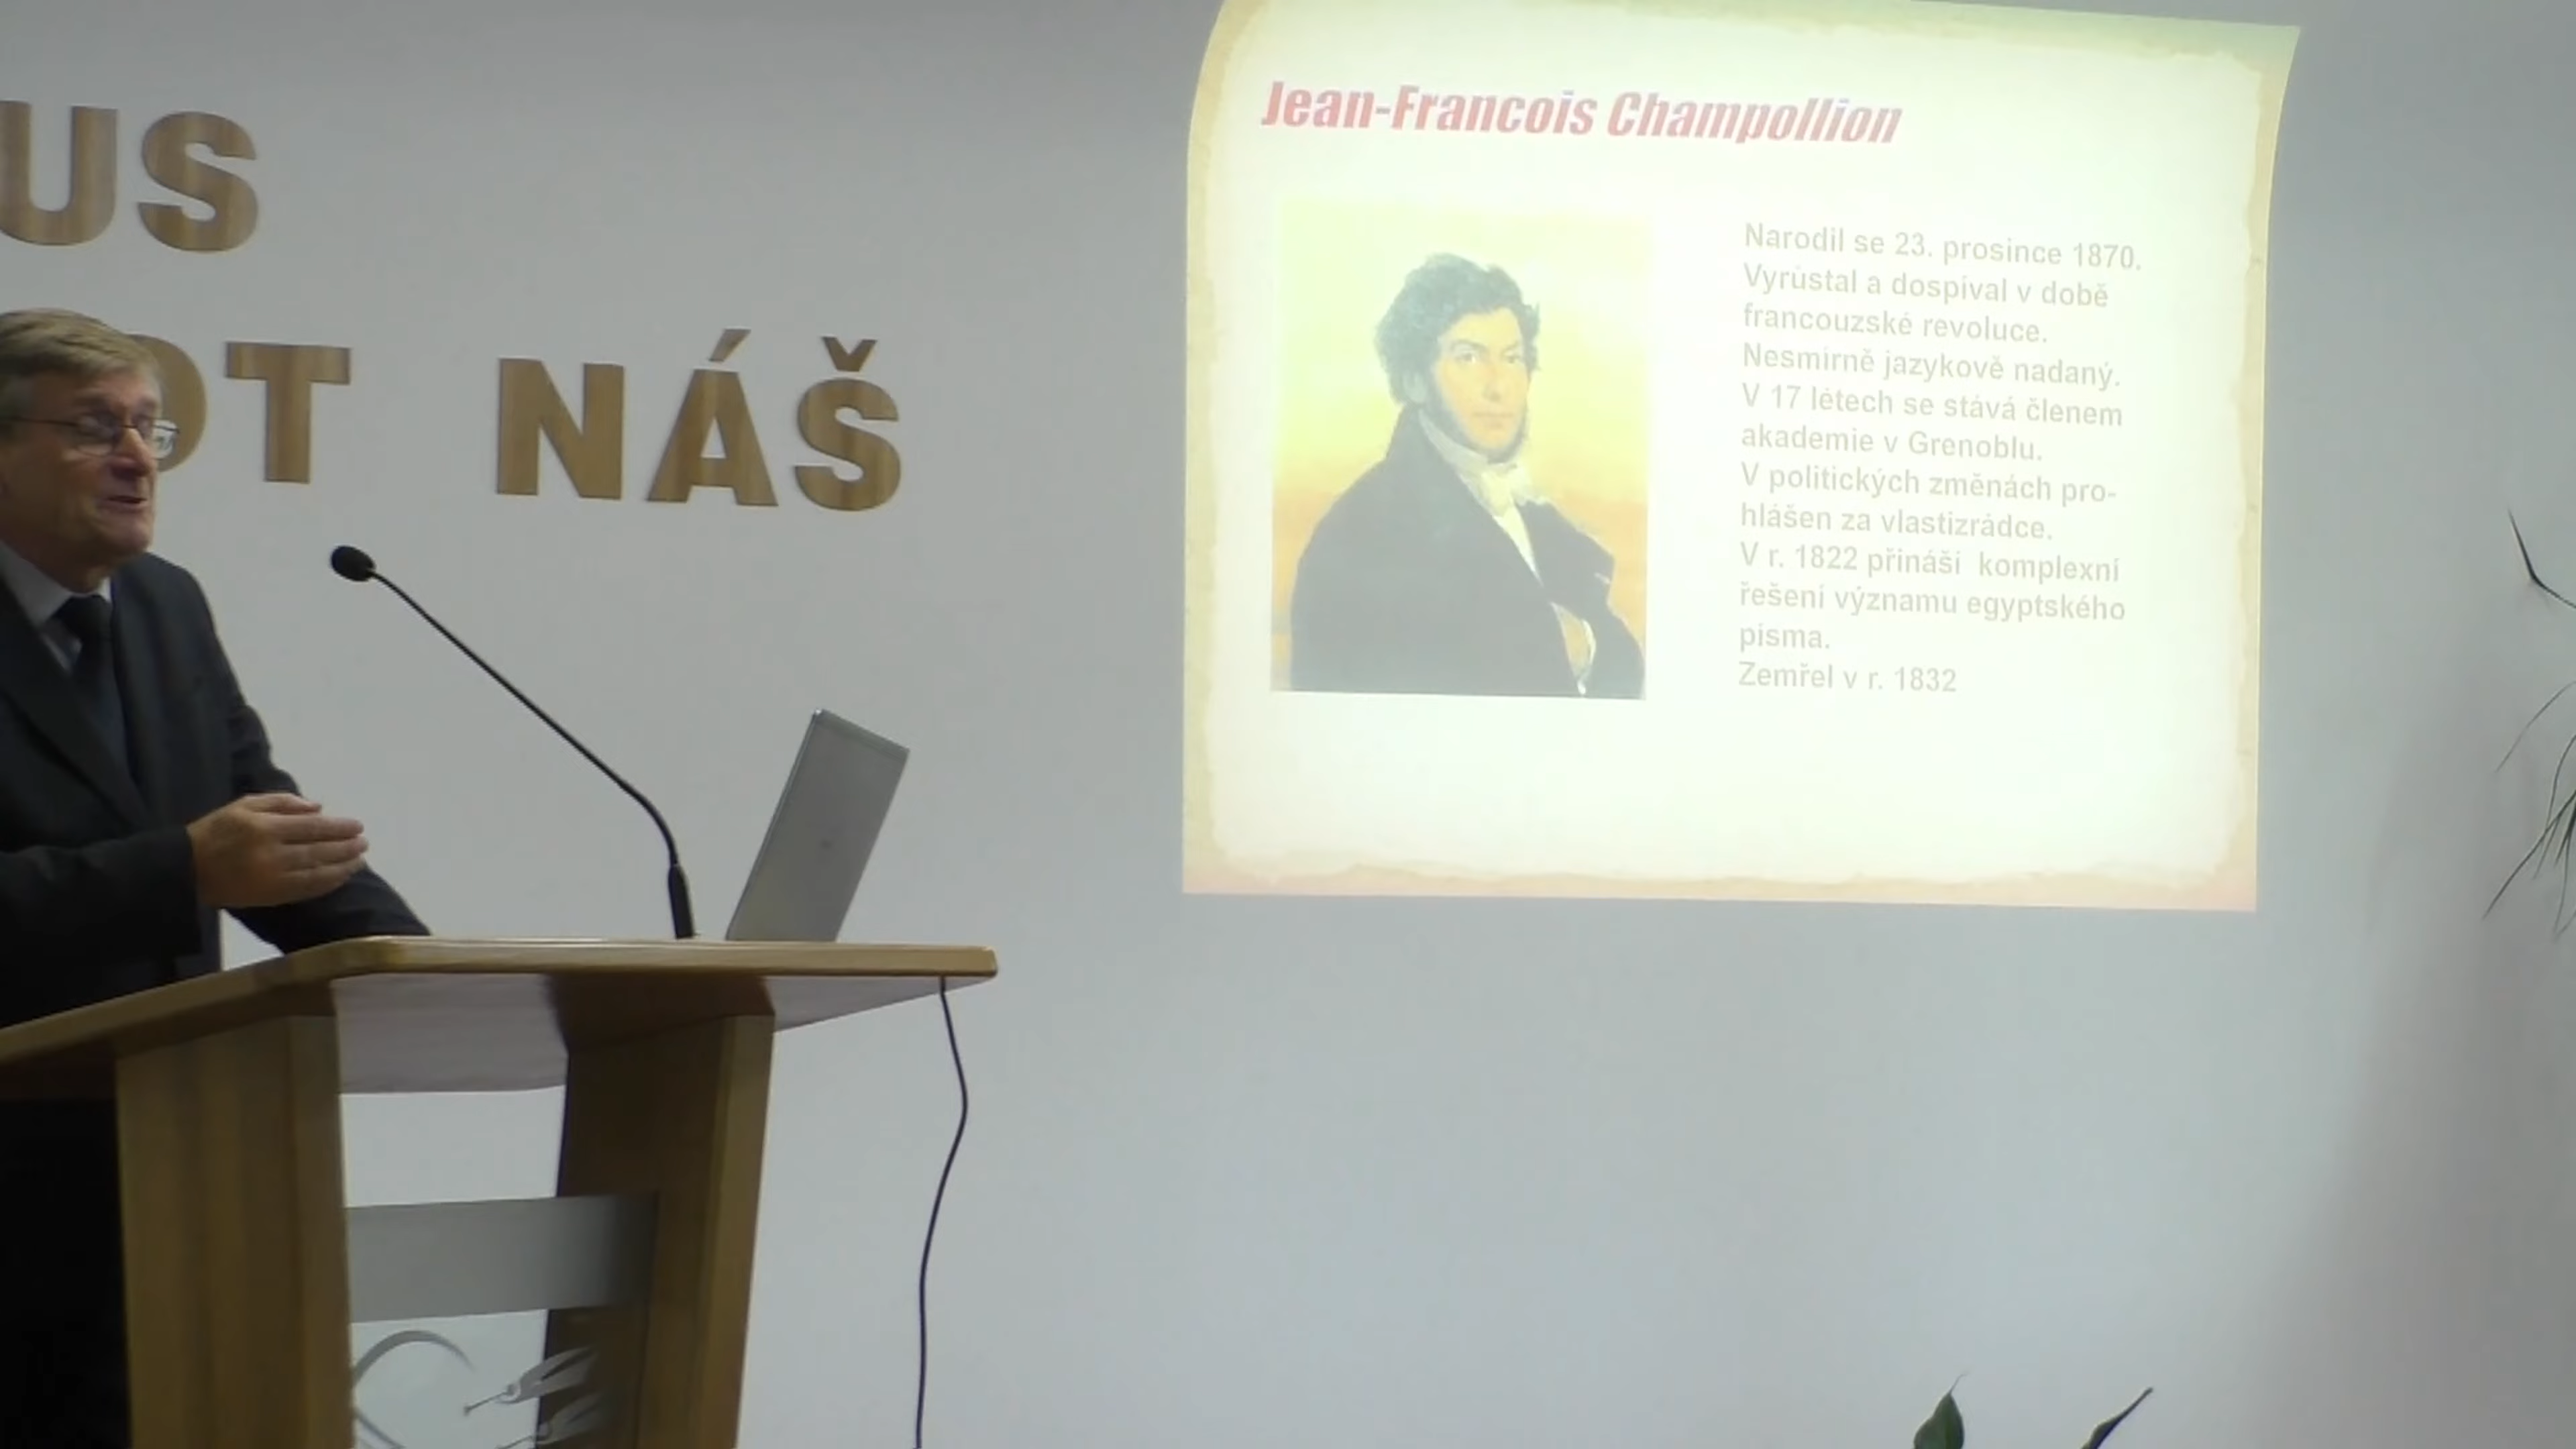 US
OT NÁŠ
Jean-Francois Champollion
Narodil se 23. prosince 1870.
Vyrůstal a dospíval v době
francouzské revoluce.
Nesmírně jazykově nadaný.
V 17 létech se stává členem
akademie v Grenoblu.
V politických změnách pro-
hlášen za vlastizrádce.
V r. 1822 přináší komplexní
řešení významu egyptského
písma.
Zemřel v r. 1832